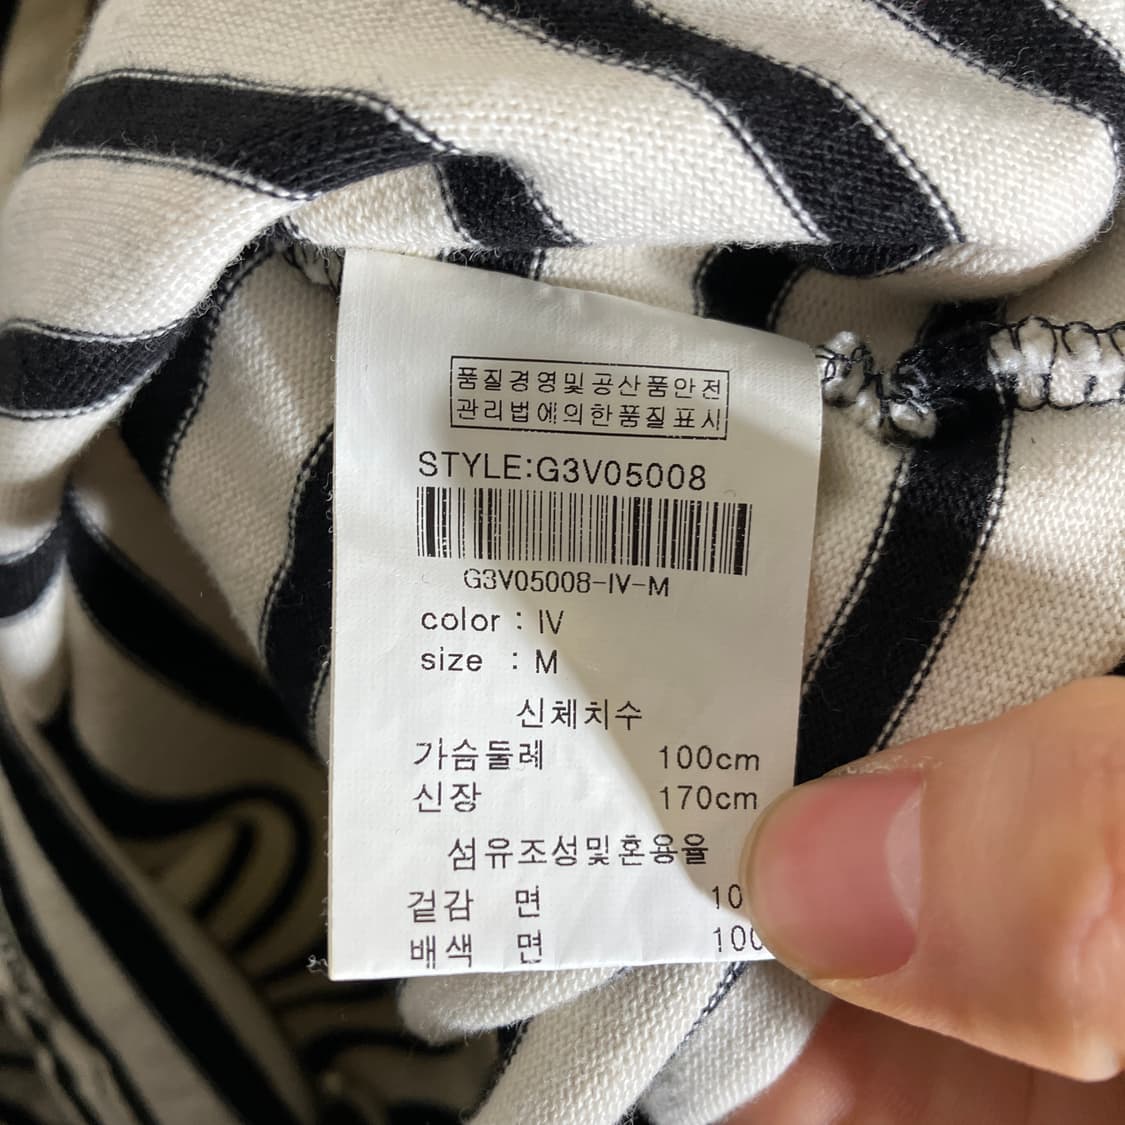 품질경영및공산품안전
관리법에의한품질표시
STYLE:G3V05008
G3V05008-IV-M
color : IV
size : M
신체치수
가슴둘레 100cm
신장 170cm
섬유조성및혼용율
겉감 면
배색 면 100